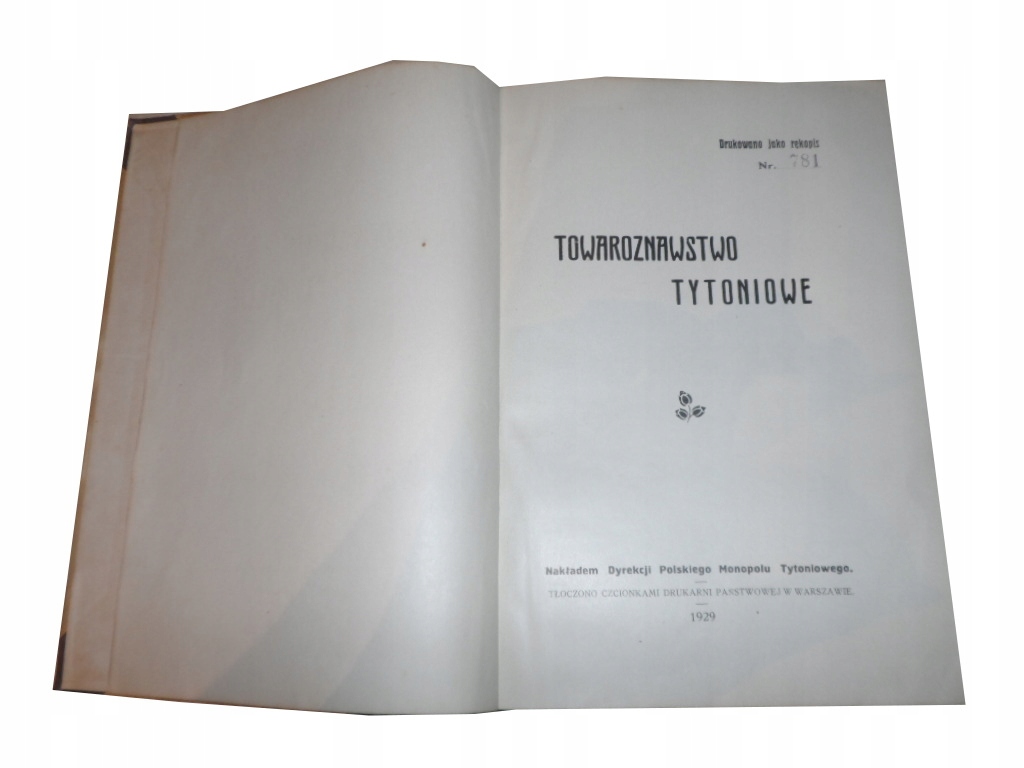 Drukowano jako rękopis
Nr. 781
TOWAROZNAWSTWO
TYTONIOWE
Nakładem Dyrekcji Polskiego Monopolu Tytoniowego.
TŁOCZONO CZCIONKAMI DRUKARNI PAŃSTWOWEJ W WARSZAWIE.
1929